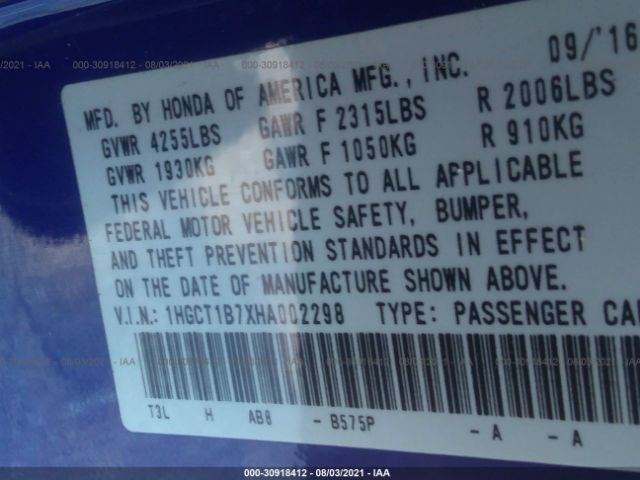 MFD. BY HONDA OF AMERICA MFG., INC. 09/'16
GVWR 4255LBS GAWR F 2315LBS R 2006LBS
GVWR 1930KG GAWR F 1050KG R 910KG
THIS VEHICLE CONFORMS TO ALL APPLICABLE
FEDERAL MOTOR VEHICLE SAFETY, BUMPER,
AND THEFT PREVENTION STANDARDS IN EFFECT
ON THE DATE OF MANUFACTURE SHOWN ABOVE.
V.I.N.: 1HGCT1B7XHA002298 TYPE: PASSENGER CAR
T3L H AB8 - B575P - A - A
000-30918412 - 08/03/2021 - IAA